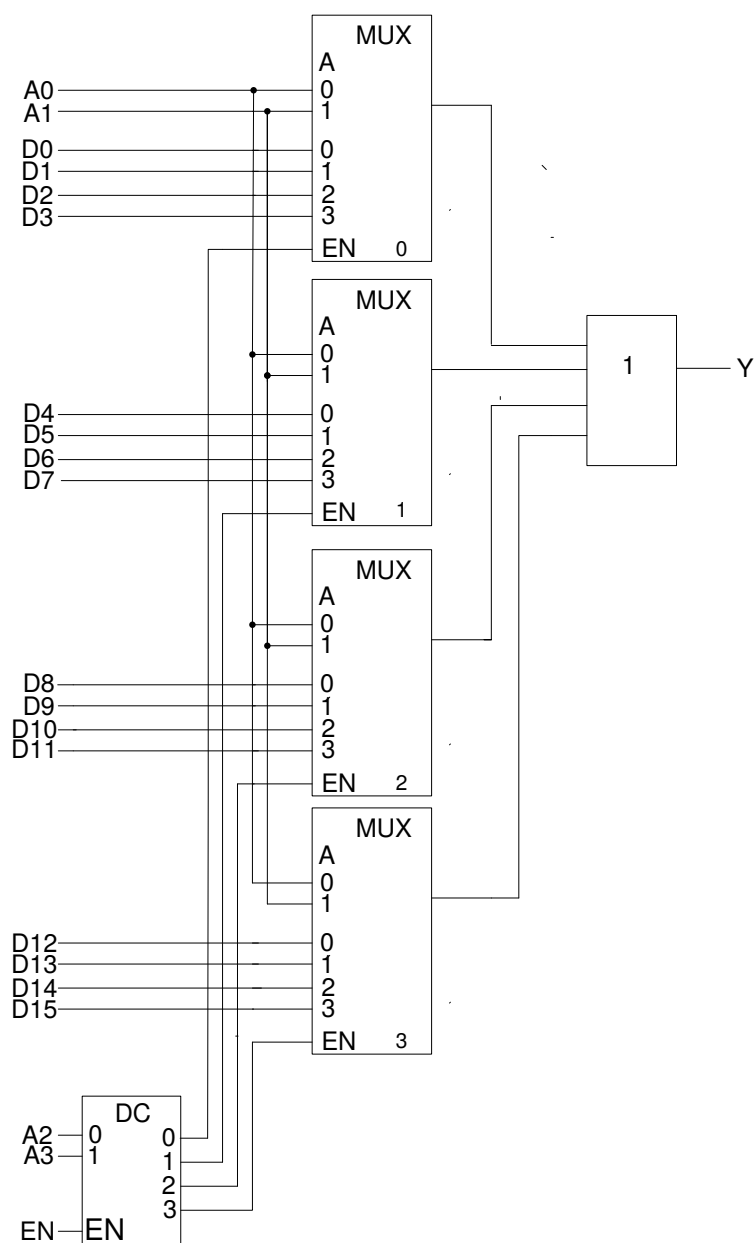 MUX
A
A0 0
A1 1
D0 0
D1 1
D2 2
D3 3
EN 0
MUX
A
0
1
1 Y
D4 0
D5 1
D6 2
D7 3
EN 1
MUX
A
0
1
D8 0
D9 1
D10 2
D11 3
EN 2
MUX
A
0
1
D12 0
D13 1
D14 2
D15 3
EN 3
DC
A2 0 0
A3 1 1
2
3
EN EN